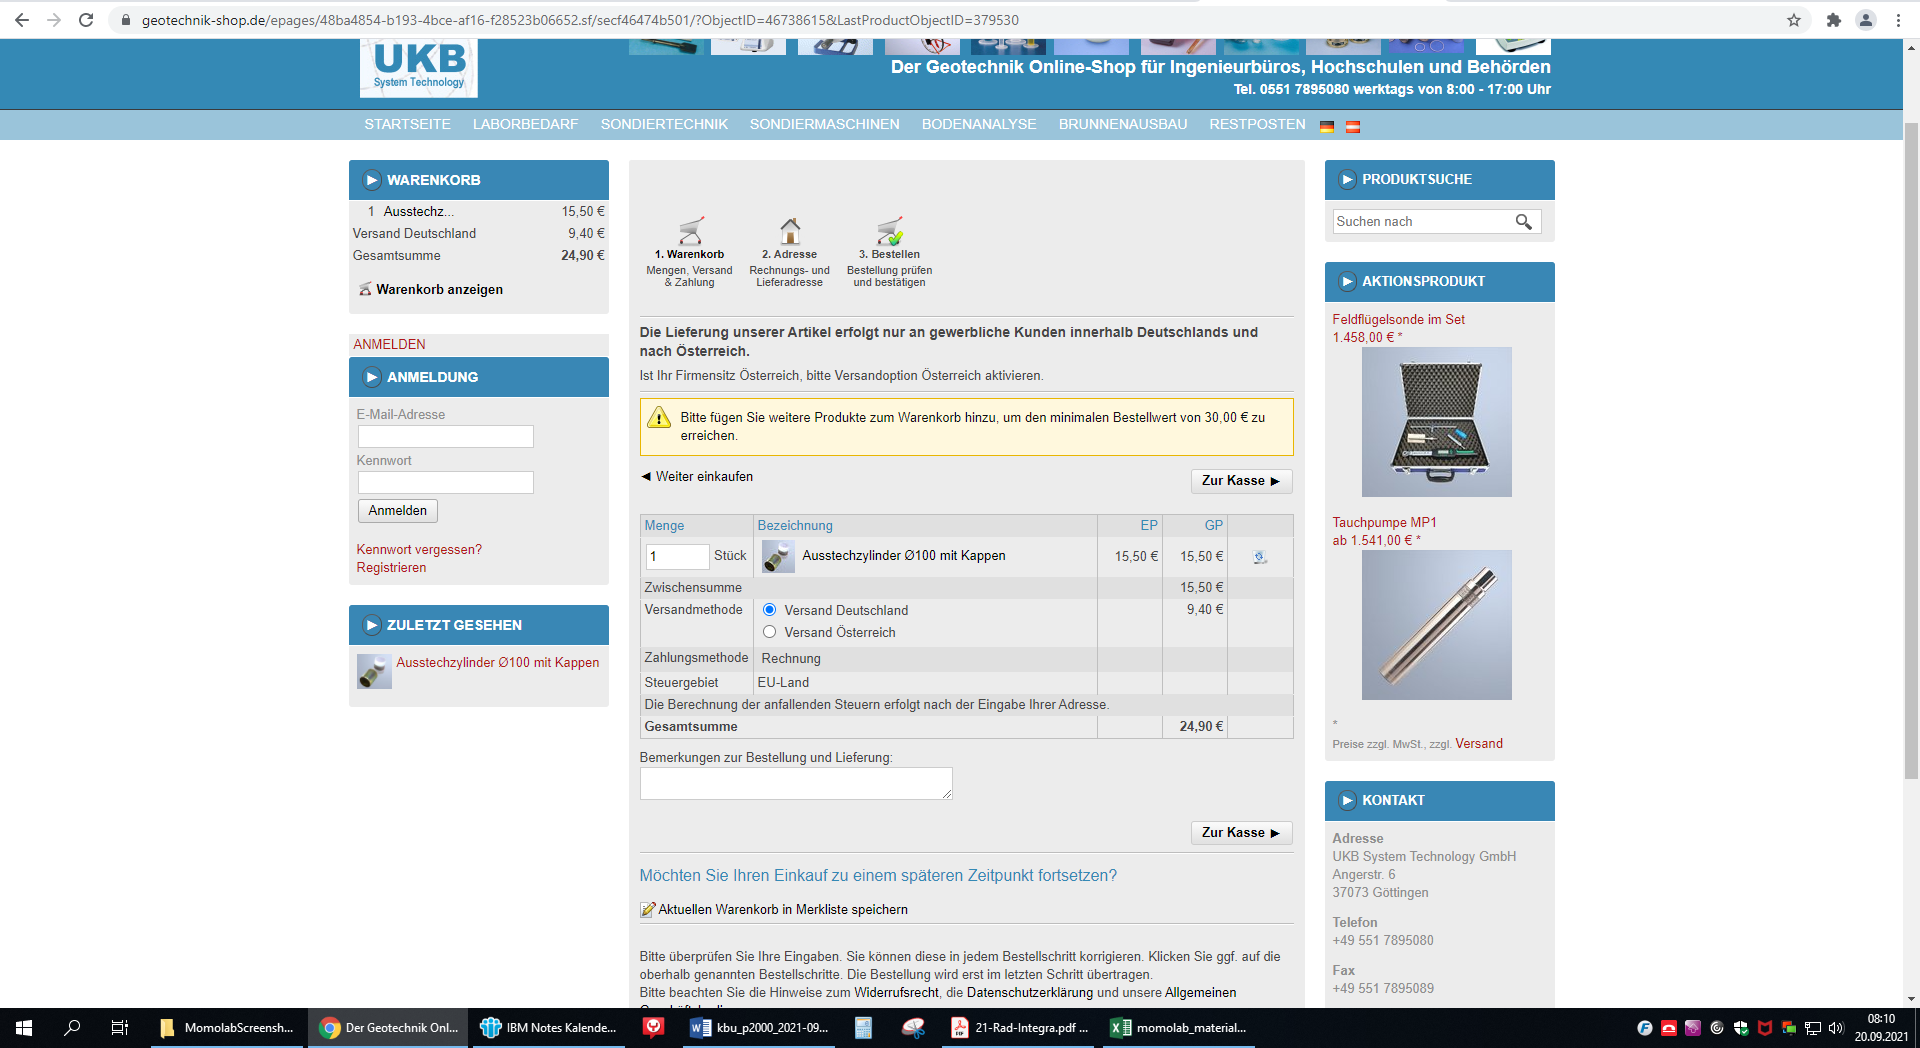 geotechnik-shop.de/epages/48ba4854-b193-4bce-af16-f28523b06652.sf/secf46474b501/?ObjectID=46738615&LastProductObjectID=379530
UKB
System Technology
Der Geotechnik Online-Shop für Ingenieurbüros, Hochschulen und Behörden
Tel. 0551 7895080 werktags von 8:00 - 17:00 Uhr
STARTSEITE LABORBEDARF SONDIERTECHNIK SONDIERMASCHINEN BODENANALYSE BRUNNENAUSBAU RESTPOSTEN
WARENKORB
1 Ausstechz... 15,50 €
Versand Deutschland 9,40 €
Gesamtsumme 24,90 €
Warenkorb anzeigen
ANMELDEN
ANMELDUNG
E-Mail-Adresse
Kennwort
Anmelden
Kennwort vergessen?
Registrieren
ZULETZT GESEHEN
Ausstechzylinder Ø100 mit Kappen
1. Warenkorb
Mengen, Versand
& Zahlung
2. Adresse
Rechnungs- und
Lieferadresse
3. Bestellen
Bestellung prüfen
und bestätigen
Die Lieferung unserer Artikel erfolgt nur an gewerbliche Kunden innerhalb Deutschlands und
nach Österreich.
Ist Ihr Firmensitz Österreich, bitte Versandoption Österreich aktivieren.
Bitte fügen Sie weitere Produkte zum Warenkorb hinzu, um den minimalen Bestellwert von 30,00 € zu
erreichen.
◄ Weiter einkaufen
Zur Kasse ►
Menge Bezeichnung EP GP
1 Stück Ausstechzylinder Ø100 mit Kappen 15,50 € 15,50 €
Zwischensumme 15,50 €
Versandmethode Versand Deutschland 9,40 €
Versand Österreich
Zahlungsmethode Rechnung
Steuergebiet EU-Land
Die Berechnung der anfallenden Steuern erfolgt nach der Eingabe Ihrer Adresse.
Gesamtsumme 24,90 €
Bemerkungen zur Bestellung und Lieferung:
Zur Kasse ►
Möchten Sie Ihren Einkauf zu einem späteren Zeitpunkt fortsetzen?
Aktuellen Warenkorb in Merkliste speichern
Bitte überprüfen Sie Ihre Eingaben. Sie können diese in jedem Bestellschritt korrigieren. Klicken Sie ggf. auf die
oberhalb genannten Bestellschritte. Die Bestellung wird erst im letzten Schritt übertragen.
Bitte beachten Sie die Hinweise zum Widerrufsrecht, die Datenschutzerklärung und unsere Allgemeinen
PRODUKTSUCHE
Suchen nach
AKTIONSPRODUKT
Feldflügelsonde im Set
1.458,00 € *
Tauchpumpe MP1
ab 1.541,00 € *
*
Preise zzgl. MwSt., zzgl. Versand
KONTAKT
Adresse
UKB System Technology GmbH
Angerstr. 6
37073 Göttingen
Telefon
+49 551 7895080
Fax
+49 551 7895089
MomolabScreensh...
Der Geotechnik Onl...
IBM Notes Kalende...
kbu_p2000_2021-09...
21-Rad-Integra.pdf ...
momolab_material...
08:10
20.09.2021